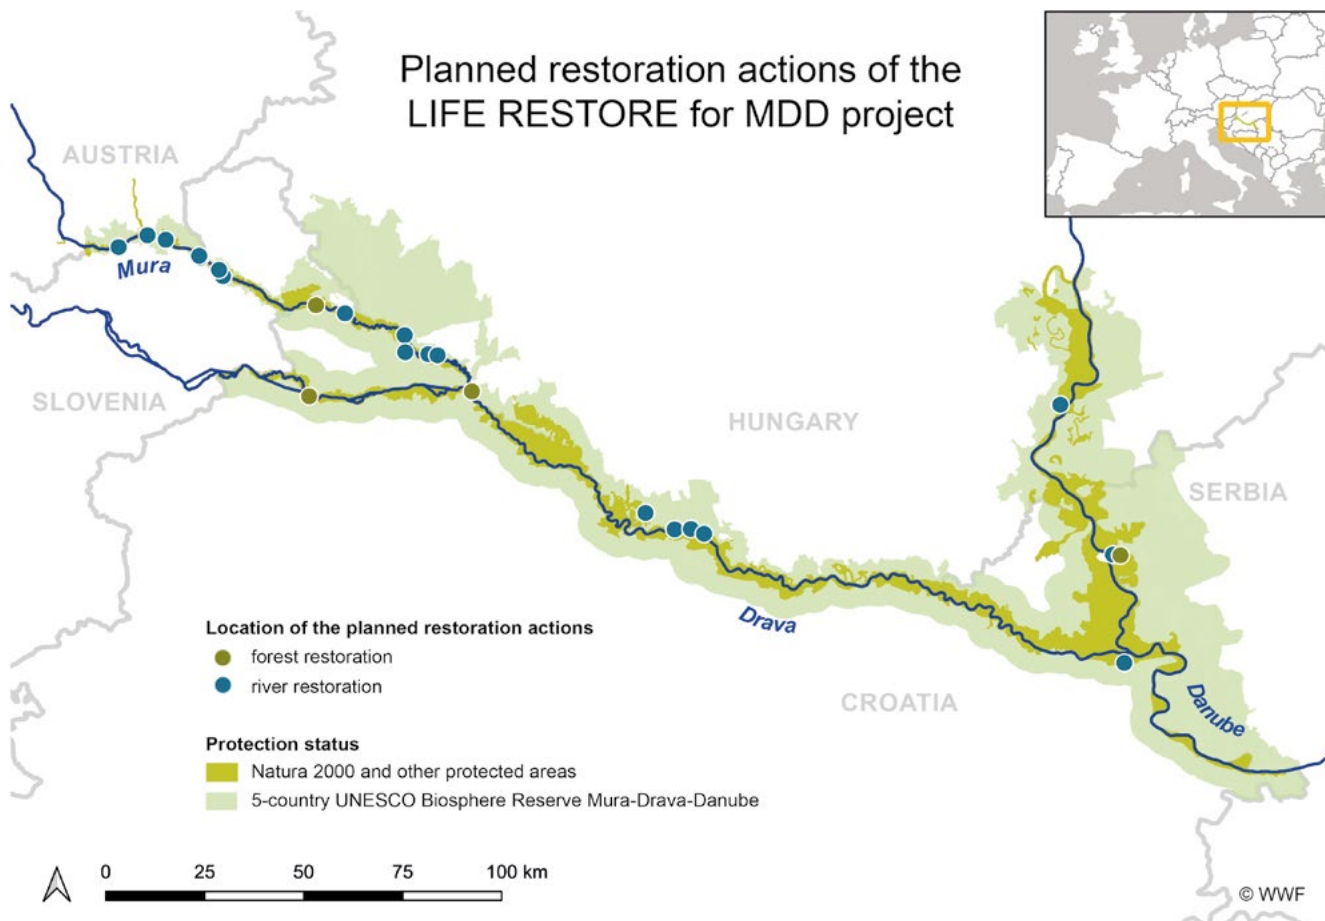 Planned restoration actions of the
LIFE RESTORE for MDD project
AUSTRIA
Mura
SLOVENIA
HUNGARY
SERBIA
Drava
CROATIA
Danube
Location of the planned restoration actions
forest restoration
river restoration
Protection status
Natura 2000 and other protected areas
5-country UNESCO Biosphere Reserve Mura-Drava-Danube
0 25 50 75 100 km
© WWF